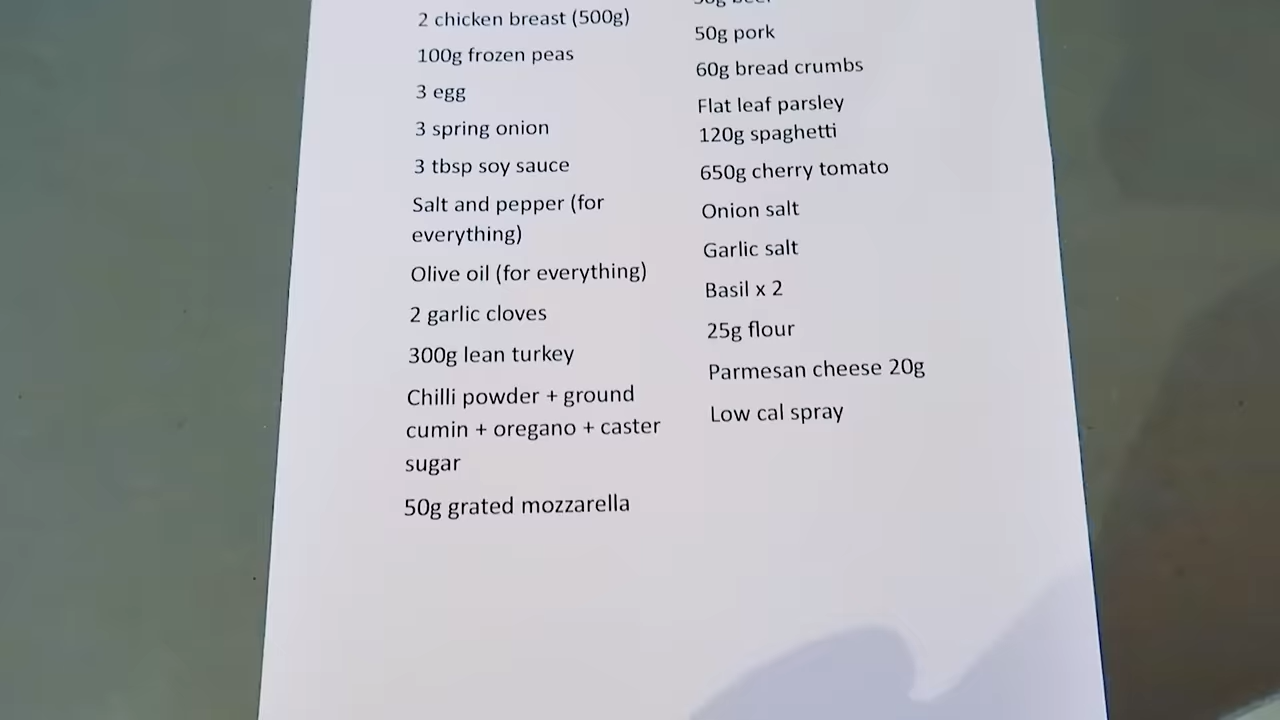 2 chicken breast (500g)
100g frozen peas
3 egg
3 spring onion
3 tbsp soy sauce
Salt and pepper (for
everything)
Olive oil (for everything)
2 garlic cloves
300g lean turkey
Chilli powder + ground
cumin + oregano + caster
sugar
50g grated mozzarella
50g pork
60g bread crumbs
Flat leaf parsley
120g spaghetti
650g cherry tomato
Onion salt
Garlic salt
Basil x 2
25g flour
Parmesan cheese 20g
Low cal spray